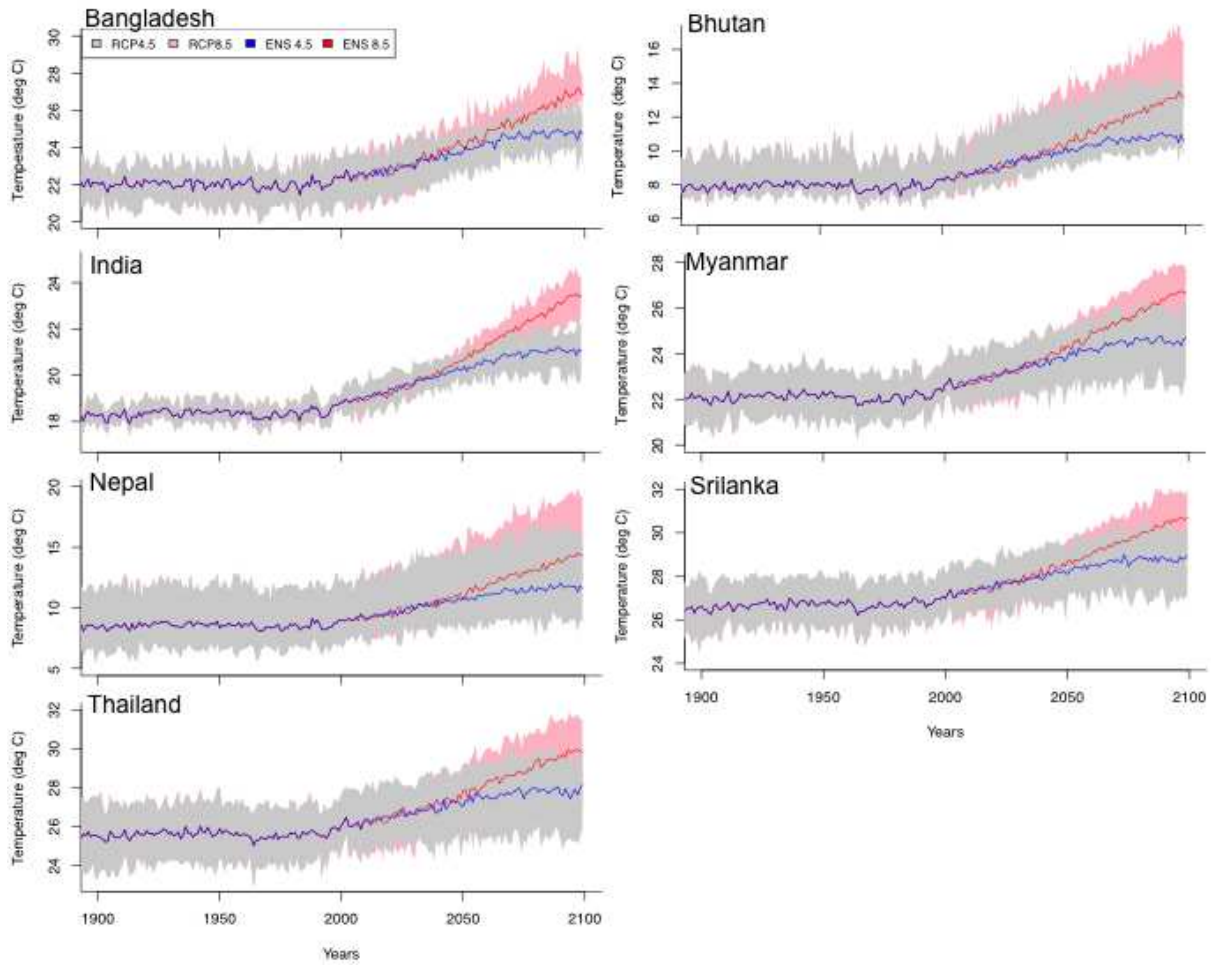 Bangladesh
RCP4.5 RCP8.5 ENS 4.5 ENS 8.5
Temperature (deg C)
20 22 24 26 28 30
Bhutan
Temperature (deg C)
6 8 10 12 14 16
India
Temperature (deg C)
18 20 22 24
Myanmar
Temperature (deg C)
20 22 24 26 28
Nepal
Temperature (deg C)
5 10 15 20
Srilanka
Temperature (deg C)
24 26 28 30 32
1900 1950 2000 2050 2100
Years
Thailand
Temperature (deg C)
24 26 28 30 32
1900 1950 2000 2050 2100
Years